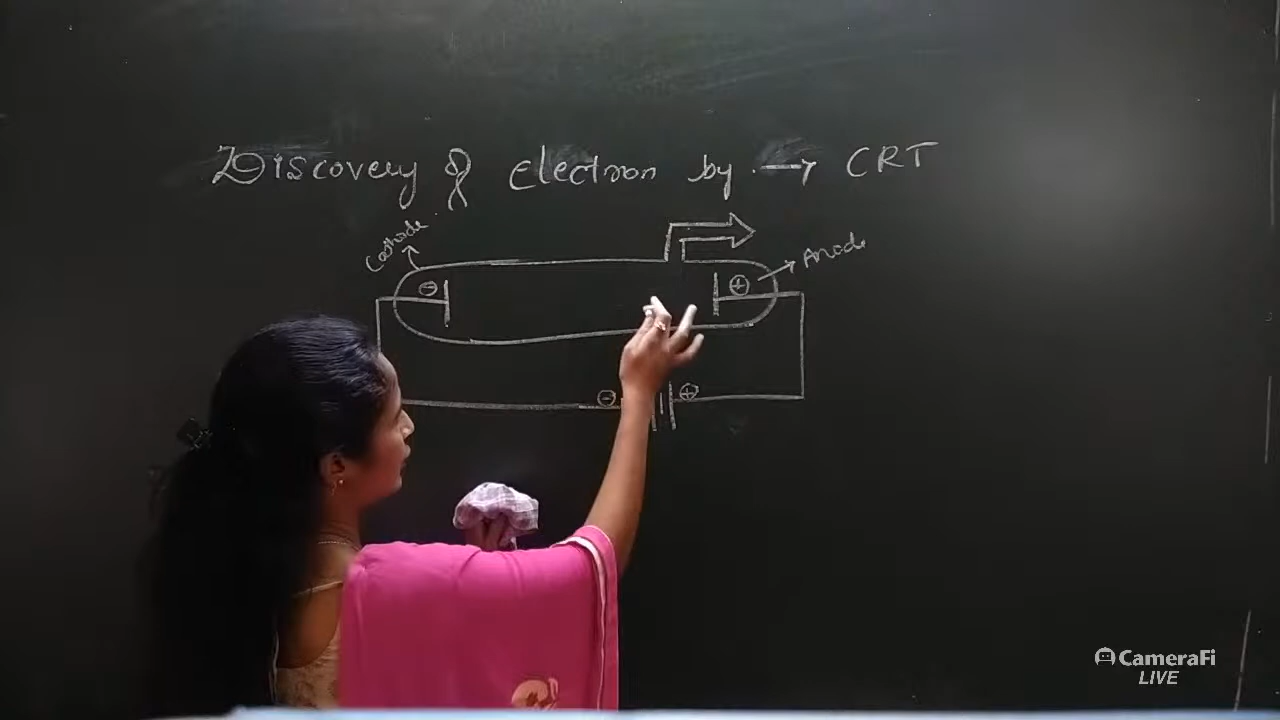 Discovery of electron by → CRT
Cathode
Anode
⊖
⊕
⊖
⊕
CameraFi
LIVE